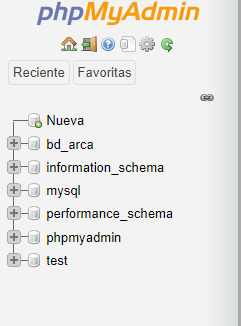 phpMyAdmin
Reciente Favoritas
Nueva
bd_arca
information_schema
mysql
performance_schema
phpmyadmin
test